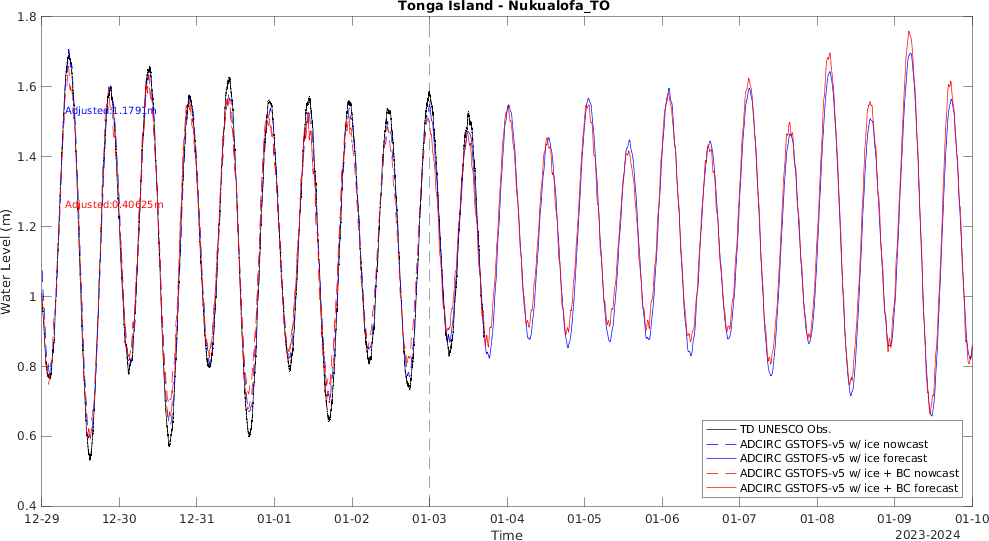 Tonga Island - Nukualofa_TO
1.8
1.6
1.4
1.2
1
0.8
0.6
0.4
Water Level (m)
Adjusted:1.1791m
Adjusted:0.40625m
TD UNESCO Obs.
ADCIRC GSTOFS-v5 w/ ice nowcast
ADCIRC GSTOFS-v5 w/ ice forecast
ADCIRC GSTOFS-v5 w/ ice + BC nowcast
ADCIRC GSTOFS-v5 w/ ice + BC forecast
12-29 12-30 12-31 01-01 01-02 01-03 01-04 01-05 01-06 01-07 01-08 01-09 01-10
Time
2023-2024